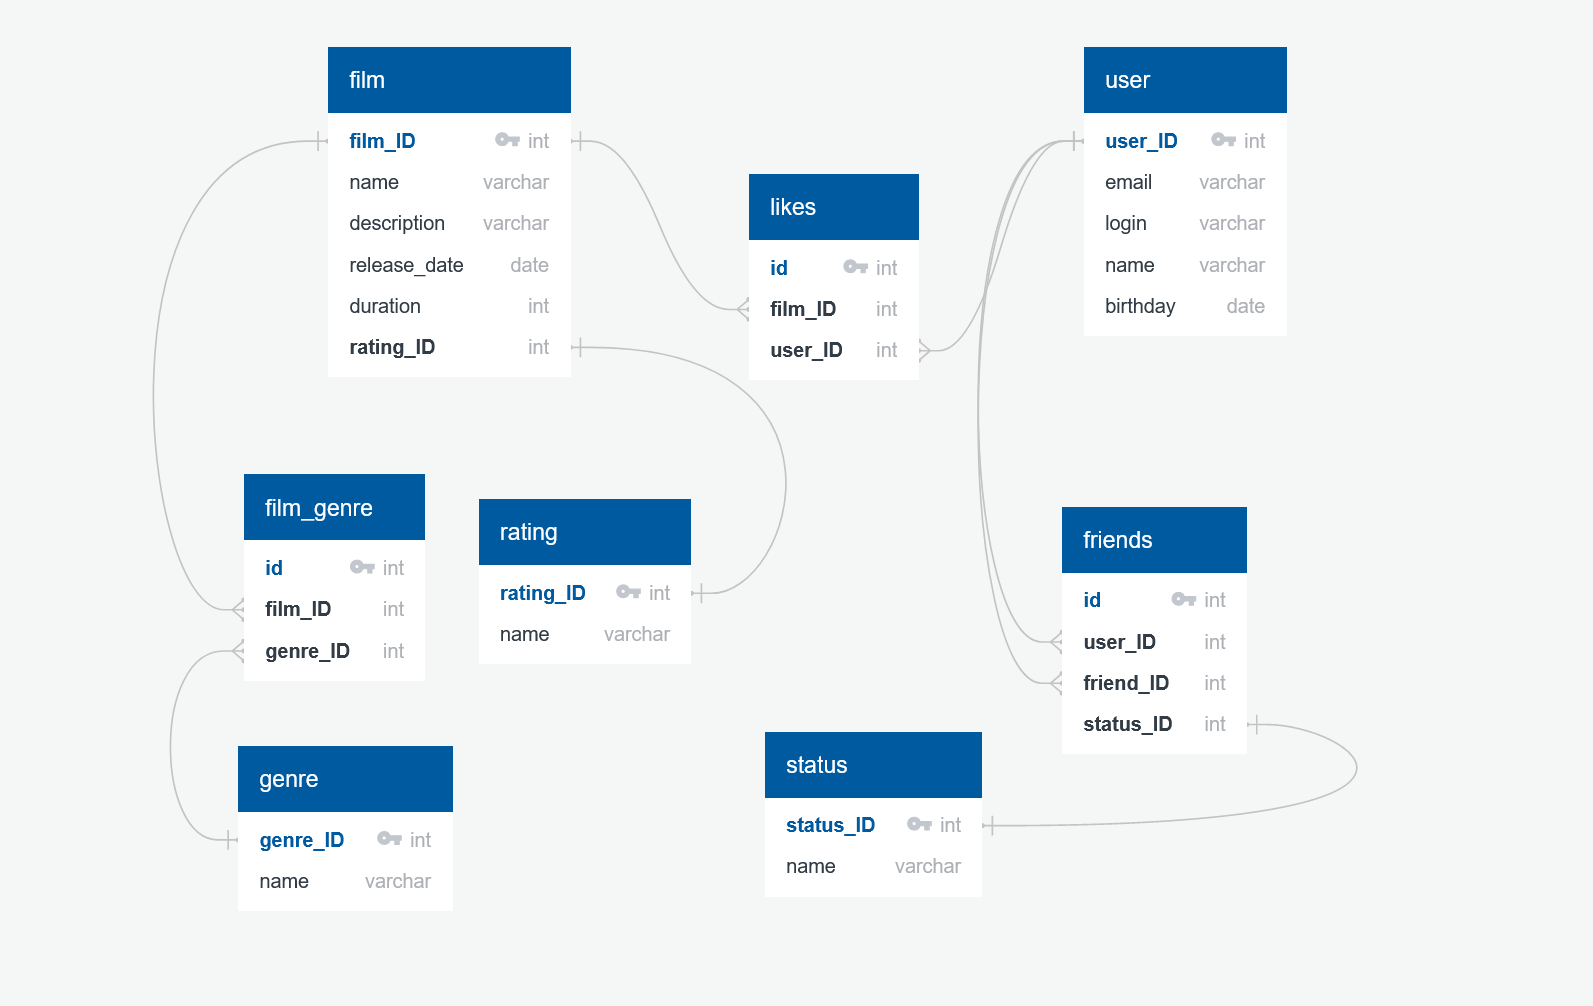 film
film_ID int
name varchar
description varchar
release_date date
duration int
rating_ID int
likes
id int
film_ID int
user_ID int
user
user_ID int
email varchar
login varchar
name varchar
birthday date
film_genre
id int
film_ID int
genre_ID int
rating
rating_ID int
name varchar
friends
id int
user_ID int
friend_ID int
status_ID int
genre
genre_ID int
name varchar
status
status_ID int
name varchar